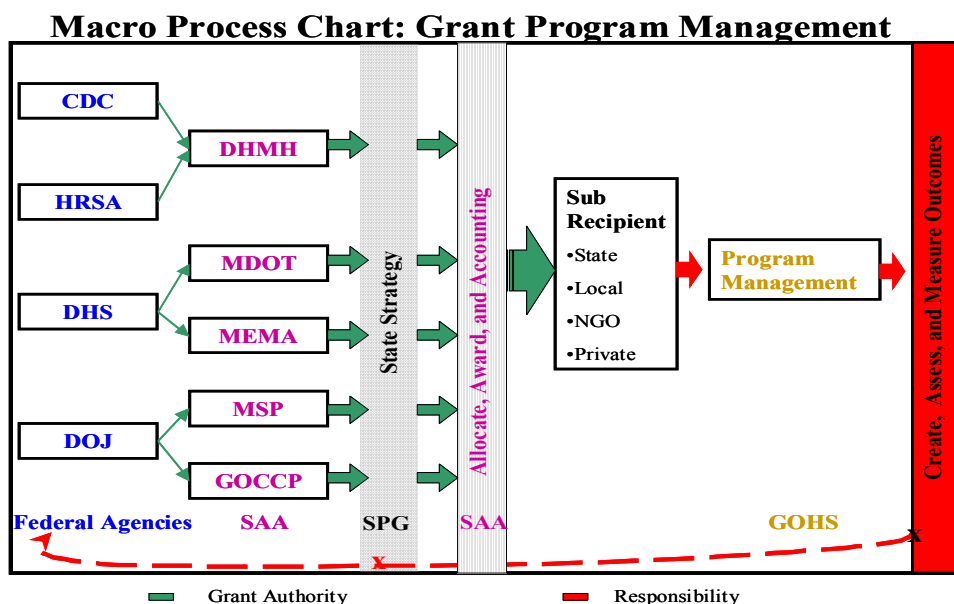 Macro Process Chart: Grant Program Management
CDC
HRSA
DHS
DOJ
DHMH
MDOT
MEMA
MSP
GOCCP
State Strategy
Allocate, Award, and Accounting
Sub
Recipient
•State
•Local
•NGO
•Private
Program
Management
Create, Assess, and Measure Outcomes
Federal Agencies
SAA
SPG
SAA
GOHS
x
x
Grant Authority
Responsibility